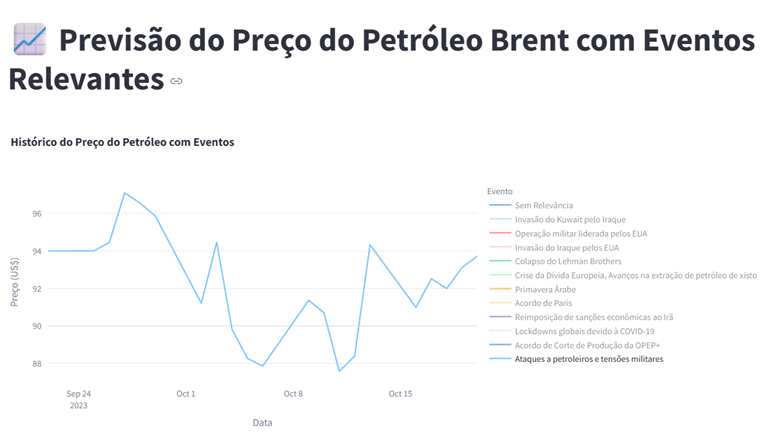 Previsão do Preço do Petróleo Brent com Eventos
Relevantes
Histórico do Preço do Petróleo com Eventos
Preço (US$)
96
94
92
90
88
Sep 24
2023
Oct 1
Oct 8
Oct 15
Data
Evento
Sem Relevância
Invasão do Kuwait pelo Iraque
Operação militar liderada pelos EUA
Invasão do Iraque pelos EUA
Colapso do Lehman Brothers
Crise da Dívida Europeia, Avanços na extração de petróleo de xisto
Primavera Árabe
Acordo de Paris
Reimposição de sanções econômicas ao Irã
Lockdowns globais devido à COVID-19
Acordo de Corte de Produção da OPEP+
Ataques a petroleiros e tensões militares